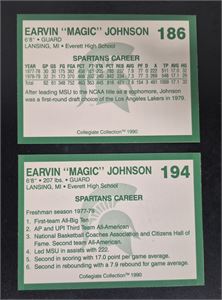 EARVIN "MAGIC" JOHNSON 186
6'8" • GUARD
LANSING, MI • Everett High School
SPARTANS CAREER
After leading MSU to the NCAA title as a sophomore, Johnson
was a first-round draft choice of the Los Angeles Lakers in 1979.
Collegiate Collection™ 1990
EARVIN "MAGIC" JOHNSON 194
6'8" • 207 lbs. • GUARD
LANSING, MI • Everett High School
SPARTANS CAREER
Freshman season 1977-78
1. First-team All-Big Ten
2. AP and UPI Third Team All-American
3. National Basketball Coaches Association and Citizens Hall of
Fame. Second team All-American.
4. Led team in assists with 222.
5. Second in scoring with 17.0 point per game average.
6. Second in rebounding with a 7.9 rebound for game average.
Collegiate Collection™ 1990